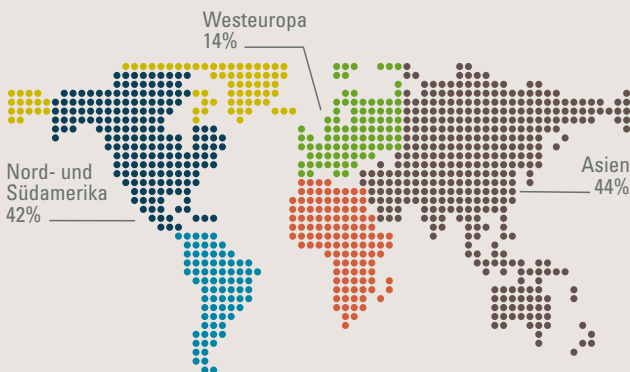 Westeuropa
14%
Nord- und
Südamerika
42%
Asien
44%